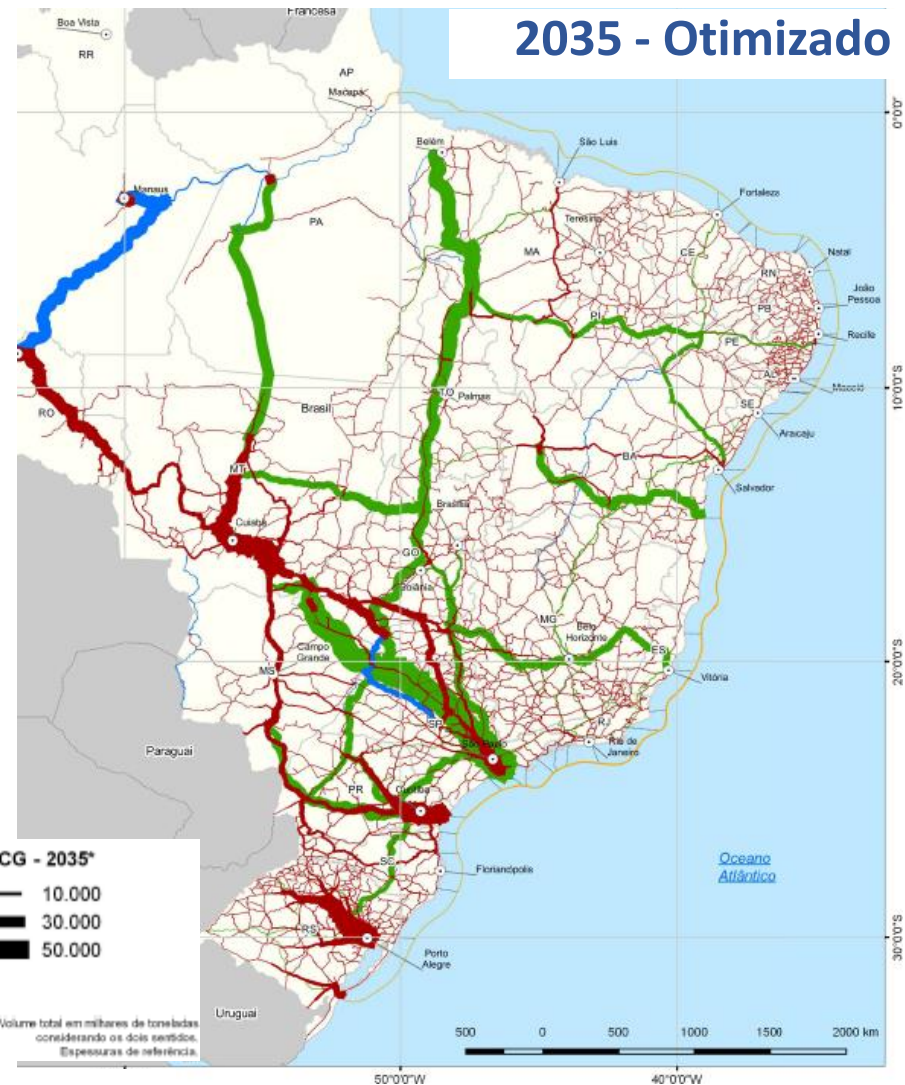 2035 - Otimizado
Francesa
Boa Vista
RR
AP
Macapá
0°0'0"
Belém
São Luis
Manaus
Fortaleza
PA
Teresina
MA
CE
Natal
RN
João
Pessoa
PB
PI
Recife
PE
AL
Maceió
10°0'0"S
TO
Palmas
RO
Brasil
SE
Aracaju
BA
MT
Salvador
Brasília
Cuiabá
GO
Goiânia
MG
Belo
Horizonte
Campo
Grande
ES
MS
20°0'0"S
Vitória
SP
RJ
São Paulo
Rio de
Janeiro
Paraguai
PR
Curitiba
CG - 2035*
10.000
30.000
50.000
SC
Florianópolis
Oceano
Atlântico
RS
30°0'0"S
Porto
Alegre
Uruguai
Volume total em milhares de toneladas
considerando os dois sentidos.
Espessuras de referência.
500 0 500 1000 1500 2000 km
50°0'0"W
40°0'0"W